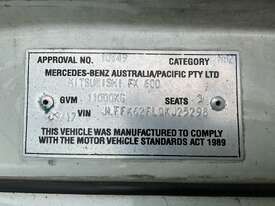 APPROVAL NO. CATEGORY
MERCEDES-BENZ AUSTRALIA/PACIFIC PTY LTD
MITSUBISHI FK 600
GVM 11000KG SEATS 3
VIN
THIS VEHICLE WAS MANUFACTURED TO COMPLY
WITH THE MOTOR VEHICLE STANDARDS ACT 1989